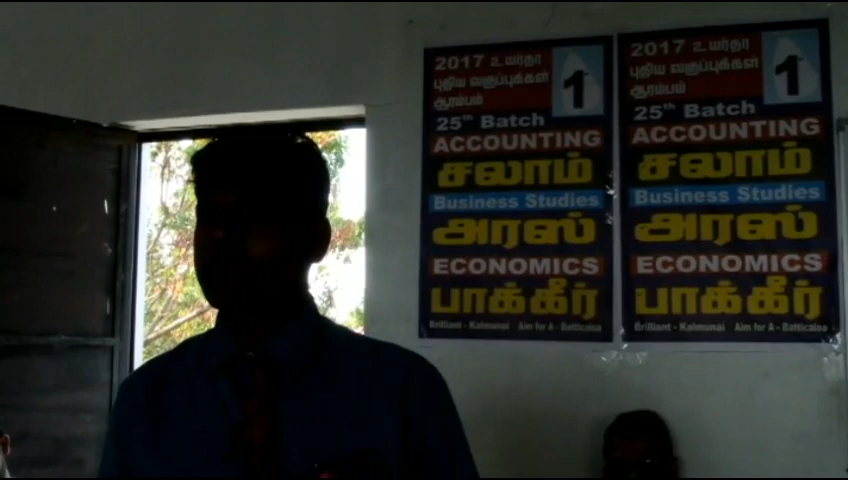 2017 உயர்தர
புதிய வகுப்புக்கள்
ஆரம்பம்
1
25th Batch
ACCOUNTING
சலாம்
Business Studies
அரஸ்
ECONOMICS
பாக்கீர்
Brilliant - Kalmunai Aim for A - Batticaloa
2017 உயர்தர
புதிய வகுப்புக்கள்
ஆரம்பம்
1
25th Batch
ACCOUNTING
சலாம்
Business Studies
அரஸ்
ECONOMICS
பாக்கீர்
Brilliant - Kalmunai Aim for A - Batticaloa